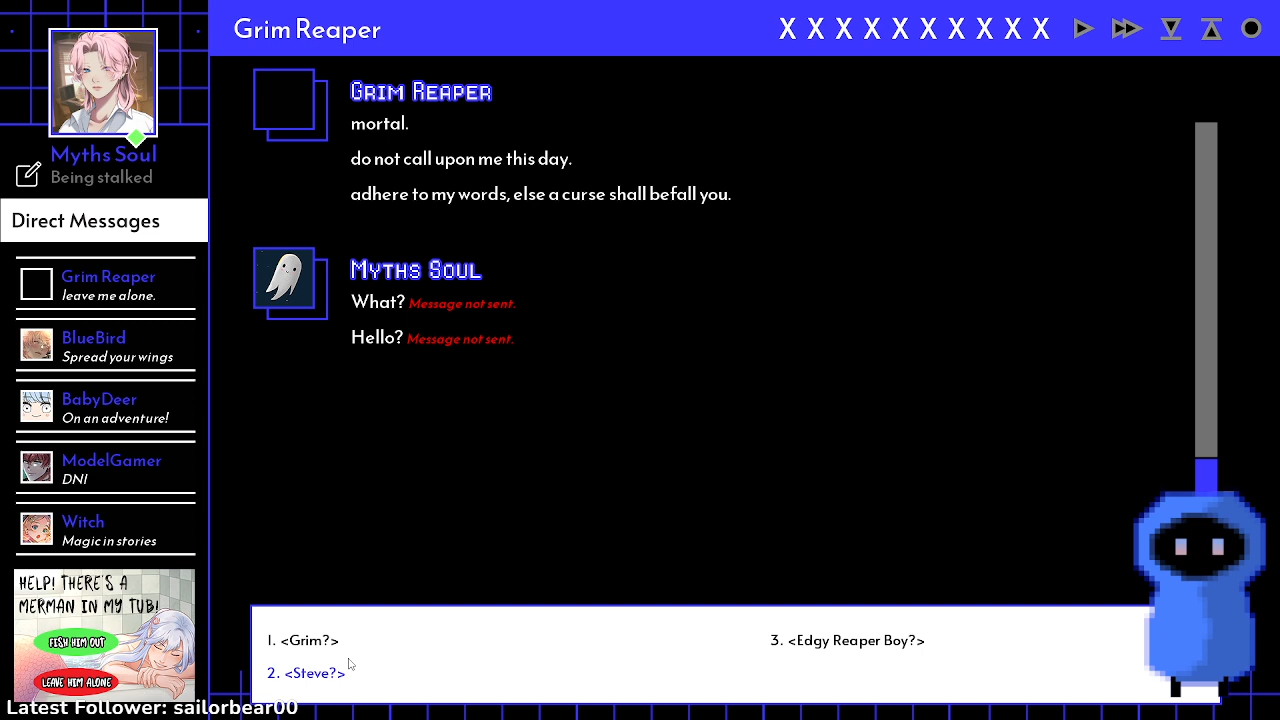 Grim Reaper
X X X X X X X X X X
Myths Soul
Being stalked
Direct Messages
Grim Reaper
leave me alone.
BlueBird
Spread your wings
BabyDeer
On an adventure!
ModelGamer
DNI
Witch
Magic in stories
HELP! THERE'S A
MERMAN IN MY TUB!
FISH HIM OUT
LEAVE HIM ALONE
Latest Follower: sailorbear00
Grim Reaper
mortal.
do not call upon me this day.
adhere to my words, else a curse shall befall you.
Myths Soul
What? Message not sent.
Hello? Message not sent.
1. <Grim?>
2. <Steve?>
3. <Edgy Reaper Boy?>